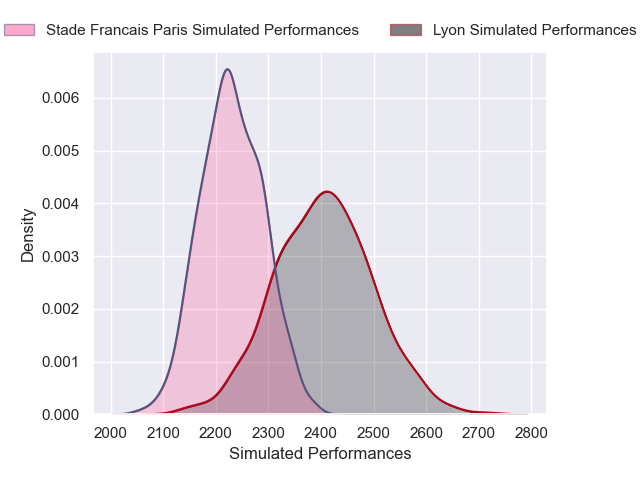 Stade Francais Paris Simulated Performances
Lyon Simulated Performances
0.006
0.005
0.004
0.003
0.002
0.001
0.000
Density
2000 2100 2200 2300 2400 2500 2600 2700 2800
Simulated Performances